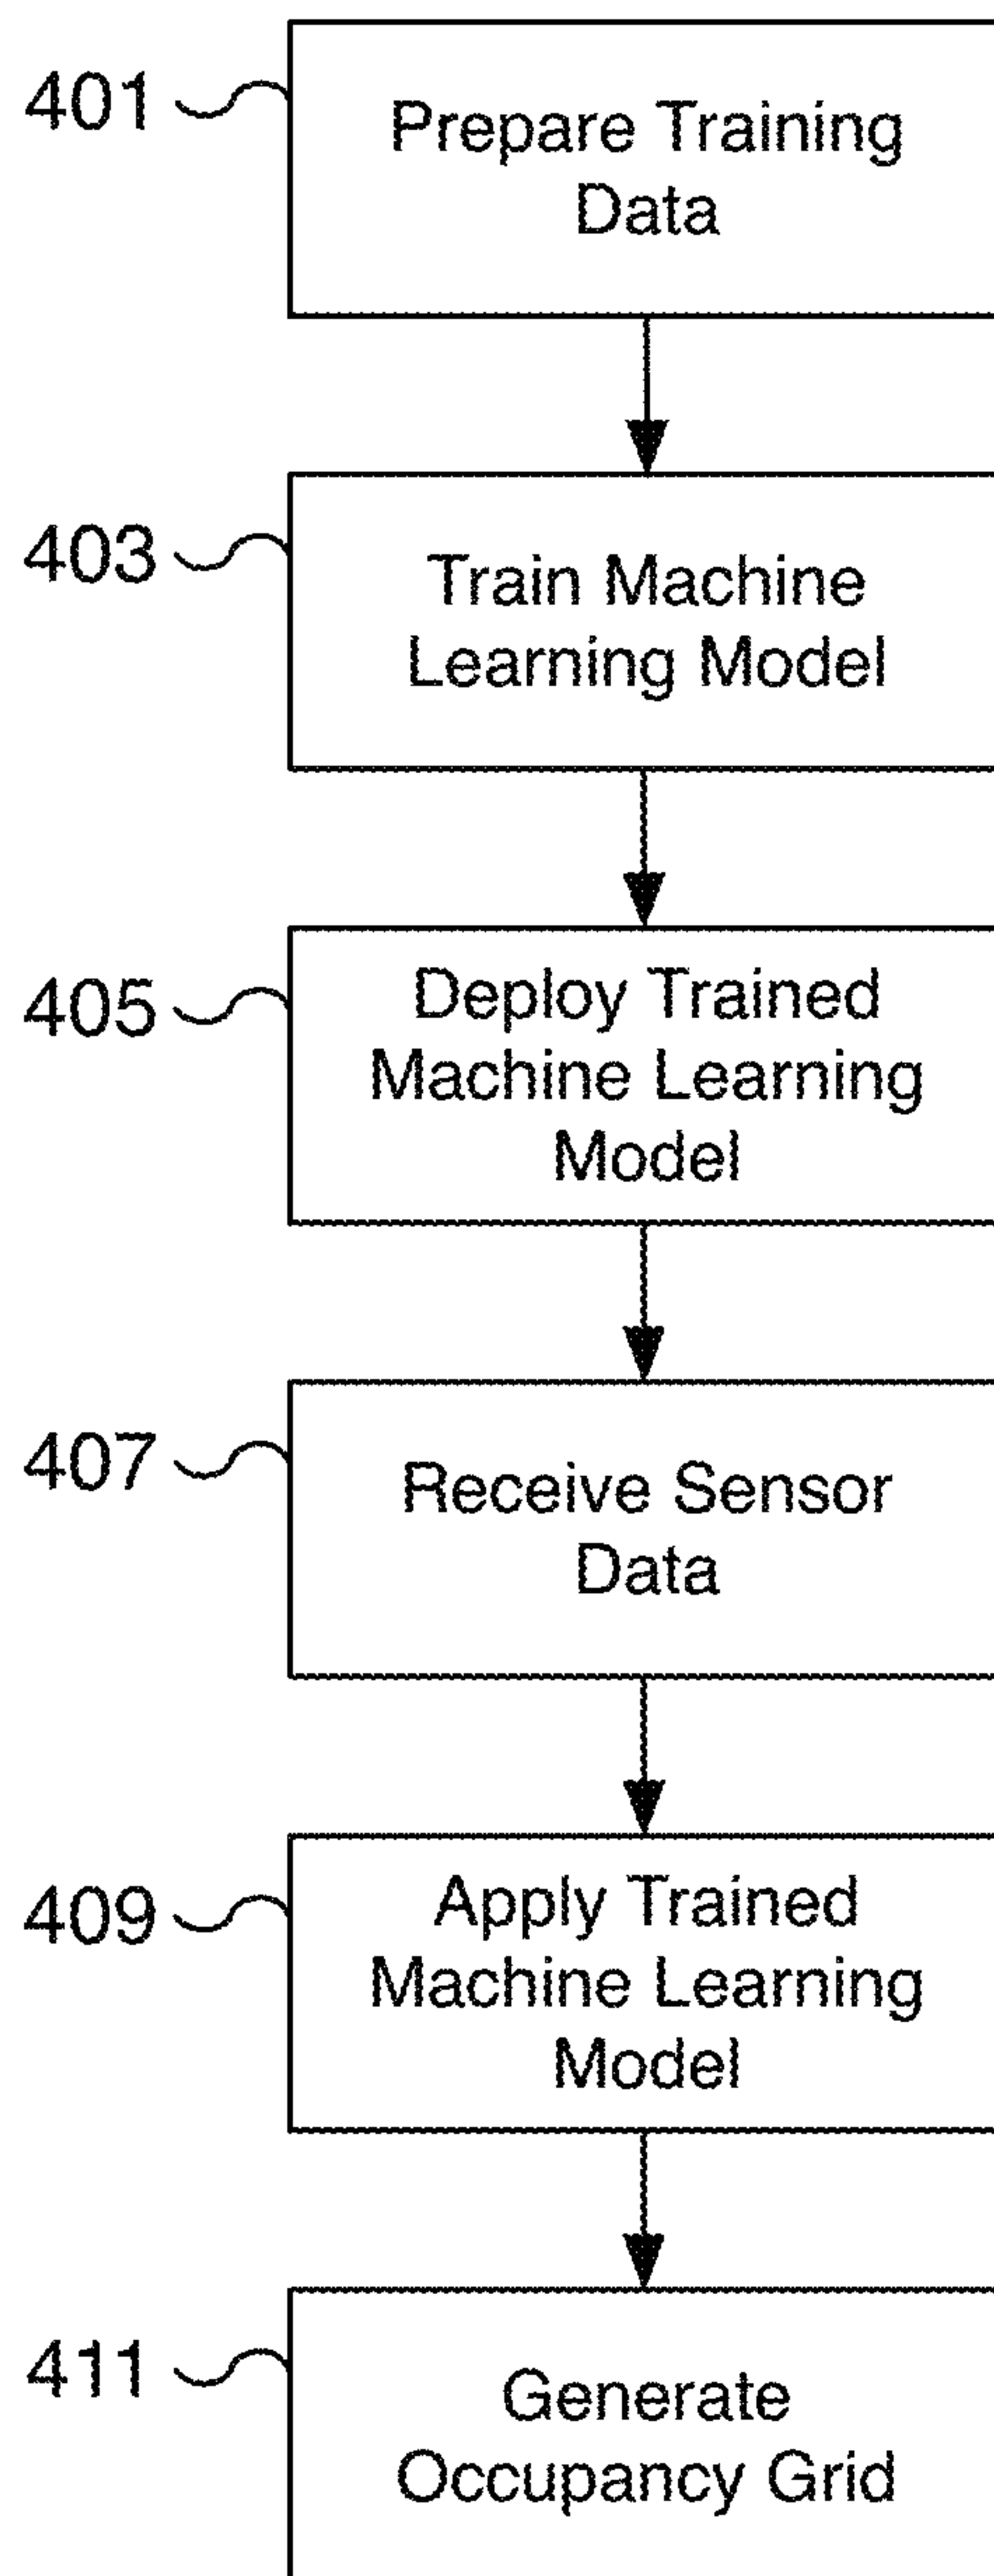 401
Prepare Training
Data
403
Train Machine
Learning Model
405
Deploy Trained
Machine Learning
Model
407
Receive Sensor
Data
409
Apply Trained
Machine Learning
Model
411
Generate
Occupancy Grid